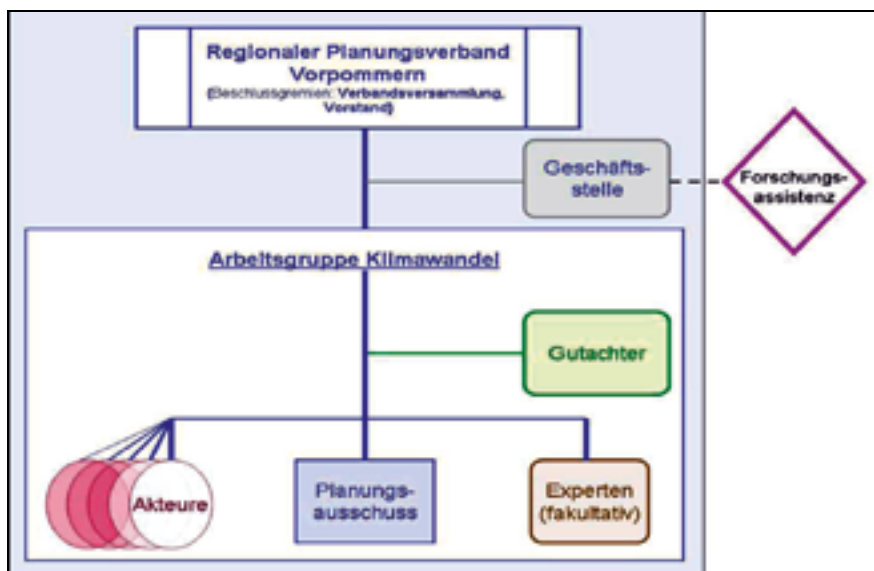 Regionaler Planungsverband
Vorpommern
(Beschlussgremien: Verbandsversammlung,
Vorstand)
Geschäfts-
stelle
Forschungs-
assistenz
Arbeitsgruppe Klimawandel
Gutachter
Akteure
Planungs-
ausschuss
Experten
(fakultativ)